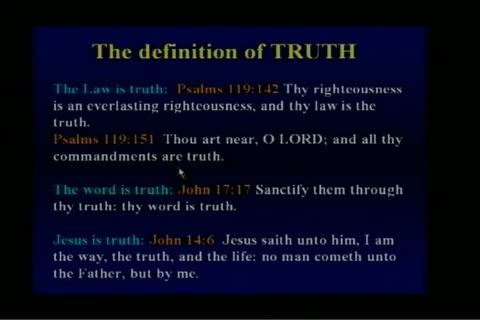 The definition of TRUTH
The Law is truth: Psalms 119:142 Thy righteousness
is an everlasting righteousness, and thy law is the
truth.
Psalms 119:151 Thou art near, O LORD; and all thy
commandments are truth.
The word is truth: John 17:17 Sanctify them through
thy truth: thy word is truth.
Jesus is truth: John 14:6 Jesus saith unto him, I am
the way, the truth, and the life: no man cometh unto
the Father, but by me.